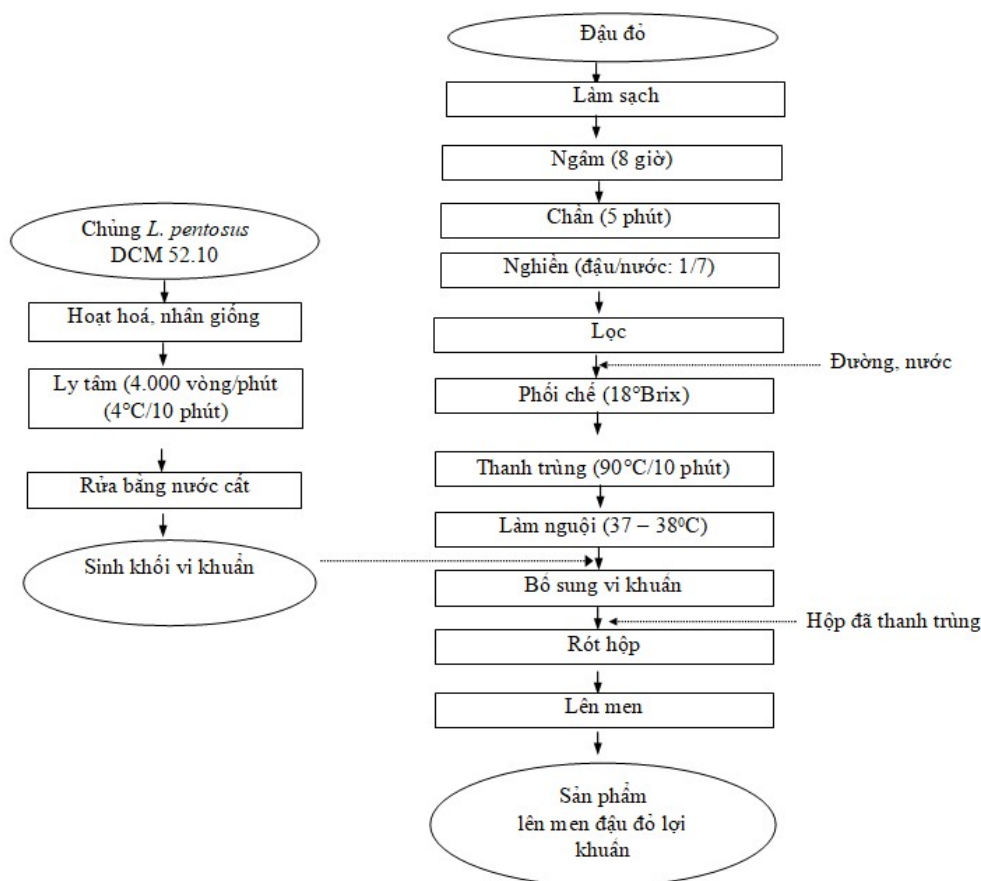 Đậu đỏ
Làm sạch
Ngâm (8 giờ)
Chần (5 phút)
Nghiền (đậu/nước: 1/7)
Lọc
Đường, nước
Phối chế (18°Brix)
Thanh trùng (90°C/10 phút)
Làm nguội (37 – 38⁰C)
Bổ sung vi khuẩn
Hộp đã thanh trùng
Rót hộp
Lên men
Sản phẩm
lên men đậu đỏ lợi
khuẩn
Chủng L. pentosus
DCM 52.10
Hoạt hoá, nhân giống
Ly tâm (4.000 vòng/phút
(4°C/10 phút)
Rửa bằng nước cất
Sinh khối vi khuẩn